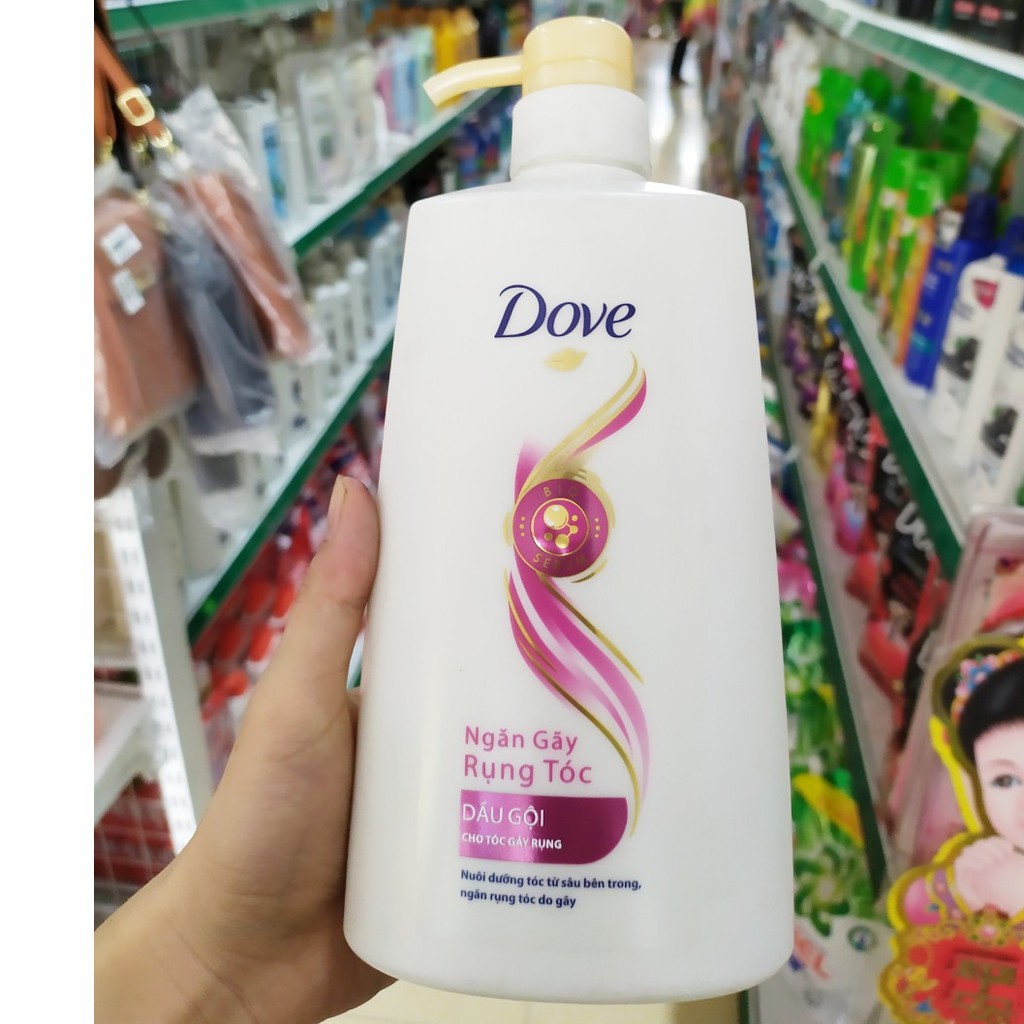 Dove
BIO
Ngăn Gãy
Rụng Tóc
DẦU GỘI
CHO TÓC GÃY RỤNG
Nuôi dưỡng tóc từ sâu bên trong,
ngăn rụng tóc do gãy